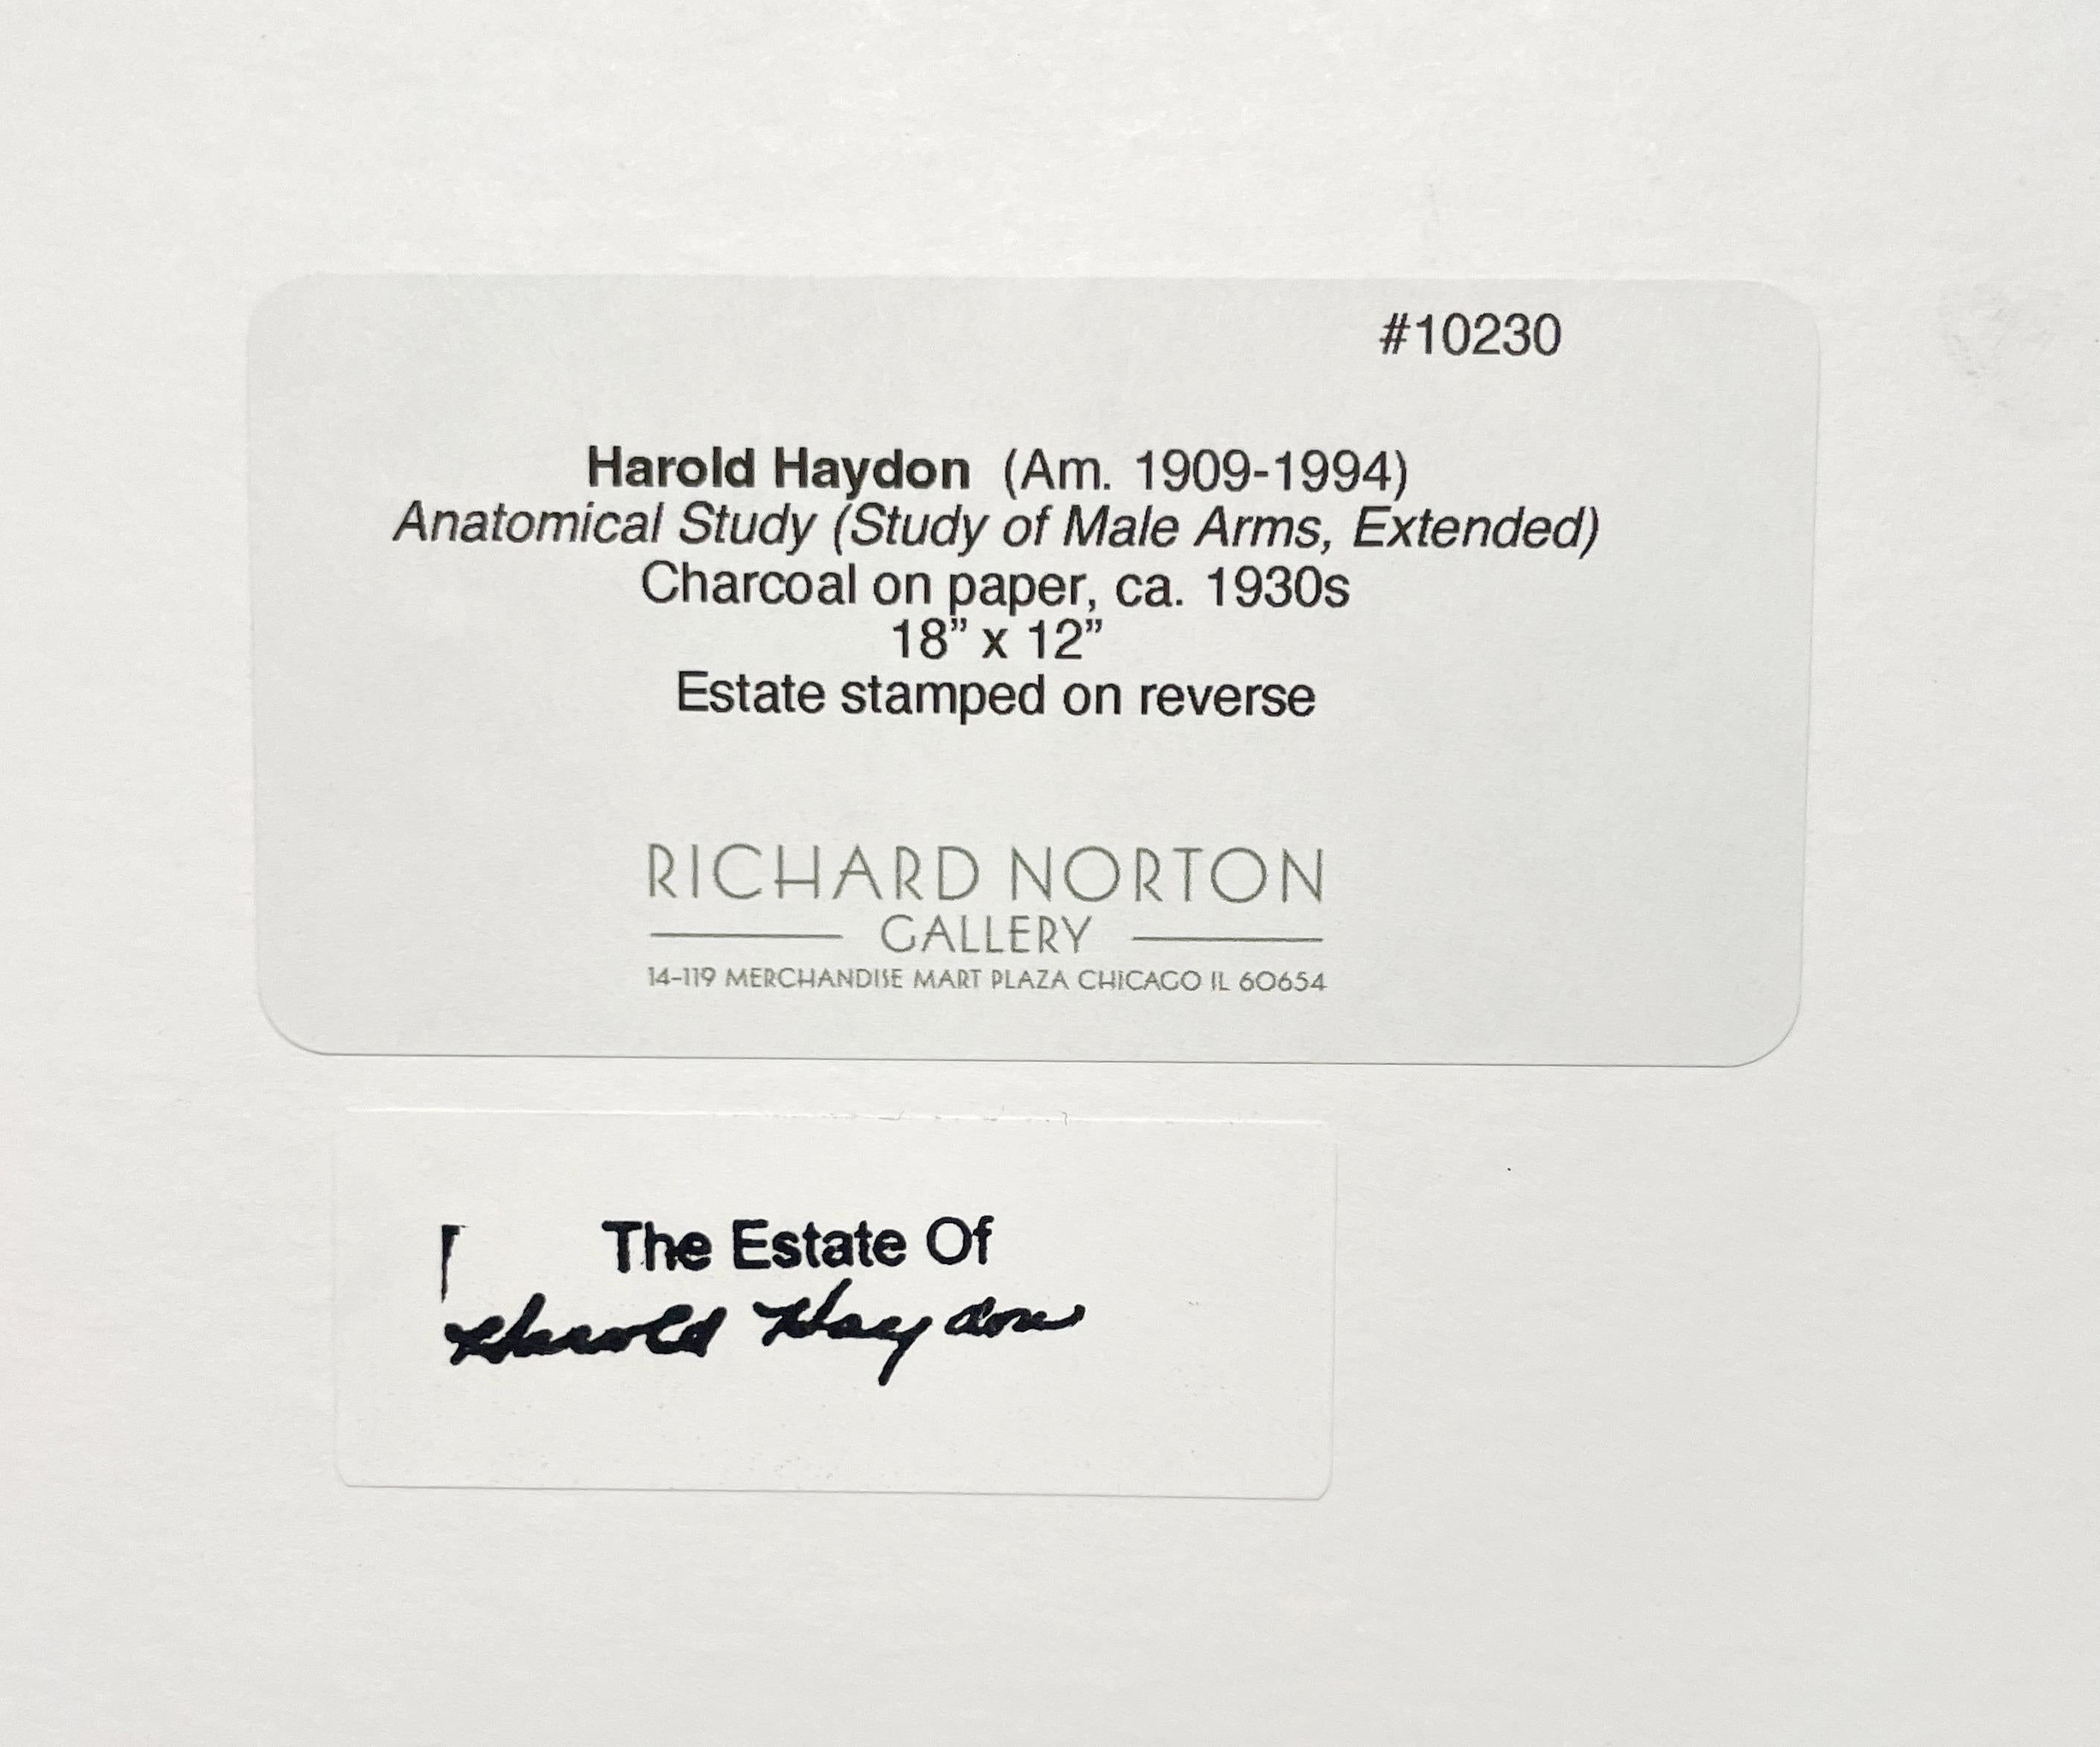 #10230
Harold Haydon (Am. 1909-1994)
Anatomical Study (Study of Male Arms, Extended)
Charcoal on paper, ca. 1930s
18” x 12”
Estate stamped on reverse
RICHARD NORTON
GALLERY
14-119 MERCHANDISE MART PLAZA CHICAGO IL 60654
The Estate Of
Harold Haydon